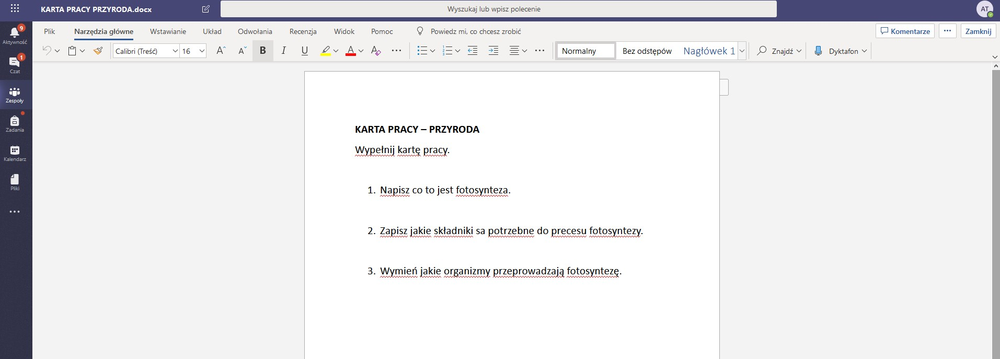 KARTA PRACY PRZYRODA.docx
Wyszukaj lub wpisz polecenie
AT
Plik Narzędzia główne Wstawianie Układ Odwołania Recenzja Widok Pomoc Powiedz mi, co chcesz zrobić
Komentarze Zamknij
Calibri (Treść) 16 A A B I U A A
Normalny Bez odstępów Nagłówek 1 Znajdź Dyktafon
9
Aktywność
1
Czat
Zespoły
Zadania
Kalendarz
Pliki
KARTA PRACY – PRZYRODA
Wypełnij kartę pracy.
1. Napisz co to jest fotosynteza.
2. Zapisz jakie składniki sa potrzebne do precesu fotosyntezy.
3. Wymień jakie organizmy przeprowadzają fotosyntezę.